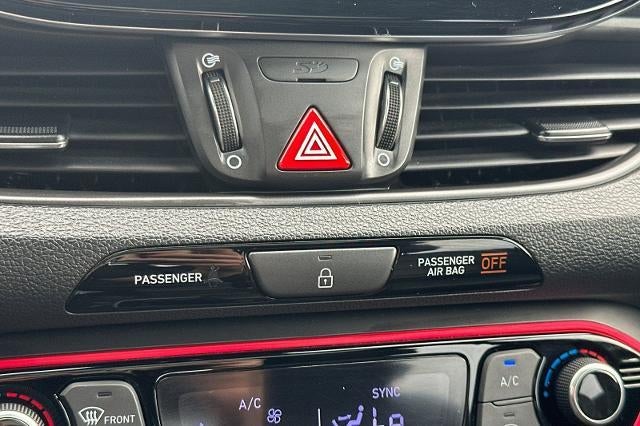 PASSENGER
PASSENGER
AIR BAG OFF
A/C SYNC
A/C
FRONT